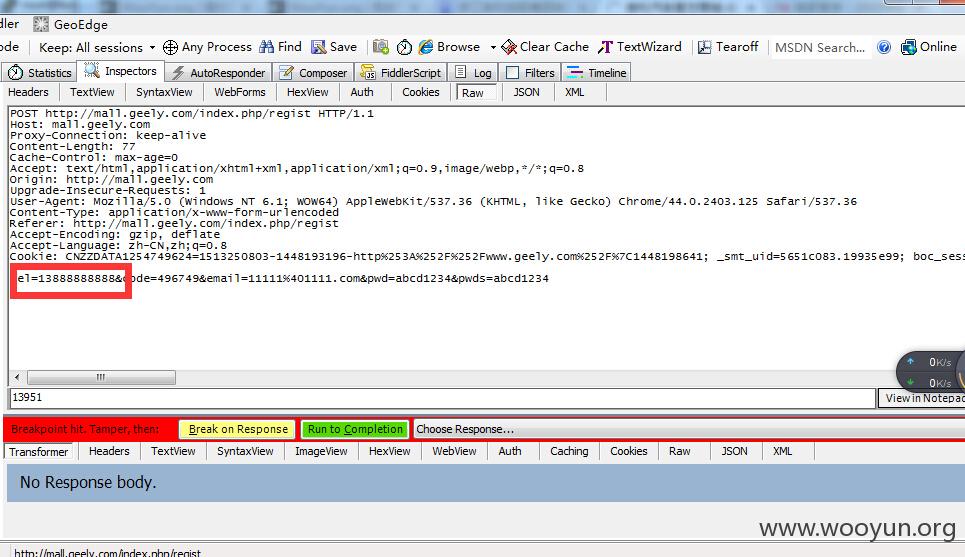 dler GeoEdge
ode Keep: All sessions Any Process Find Save Browse Clear Cache TextWizard Tearoff MSDN Search... Online
Statistics Inspectors AutoResponder Composer FiddlerScript Log Filters Timeline
Headers TextView SyntaxView WebForms HexView Auth Cookies Raw JSON XML
POST http://mall.geely.com/index.php/regist HTTP/1.1
Host: mall.geely.com
Proxy-Connection: keep-alive
Content-Length: 77
Cache-Control: max-age=0
Accept: text/html,application/xhtml+xml,application/xml;q=0.9,image/webp,*/*;q=0.8
Origin: http://mall.geely.com
Upgrade-Insecure-Requests: 1
User-Agent: Mozilla/5.0 (Windows NT 6.1; WOW64) AppleWebKit/537.36 (KHTML, like Gecko) Chrome/44.0.2403.125 Safari/537.36
Content-Type: application/x-www-form-urlencoded
Referer: http://mall.geely.com/index.php/regist
Accept-Encoding: gzip, deflate
Accept-Language: zh-CN,zh;q=0.8
Cookie: CNZZDATA1254749624=1513250803-1448193196-http%253A%252F%252Fwww.geely.com%252F%7C1448198641; _smt_uid=5651c083.19935e99; boc_sess
el=13888888888&code=496749&email=11111%401111.com&pwd=abcd1234&pwds=abcd1234
0K/s
0K/s
13951 View in Notepad
Breakpoint hit. Tamper, then: Break on Response Run to Completion Choose Response...
Transformer Headers TextView SyntaxView ImageView HexView WebView Auth Caching Cookies Raw JSON XML
No Response body.
www.wooyun.org
http://mall.geely.com/index.php/regist